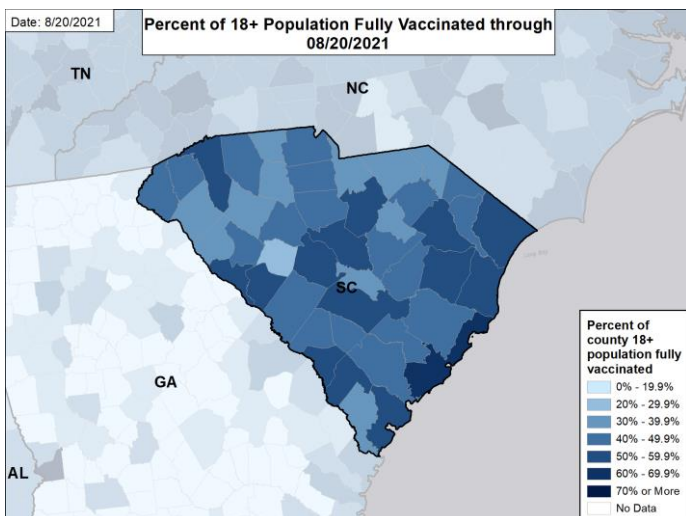 Date: 8/20/2021
Percent of 18+ Population Fully Vaccinated through
08/20/2021
TN
NC
SC
GA
AL
Percent of
county 18+
population fully
vaccinated
0% - 19.9%
20% - 29.9%
30% - 39.9%
40% - 49.9%
50% - 59.9%
60% - 69.9%
70% or More
No Data